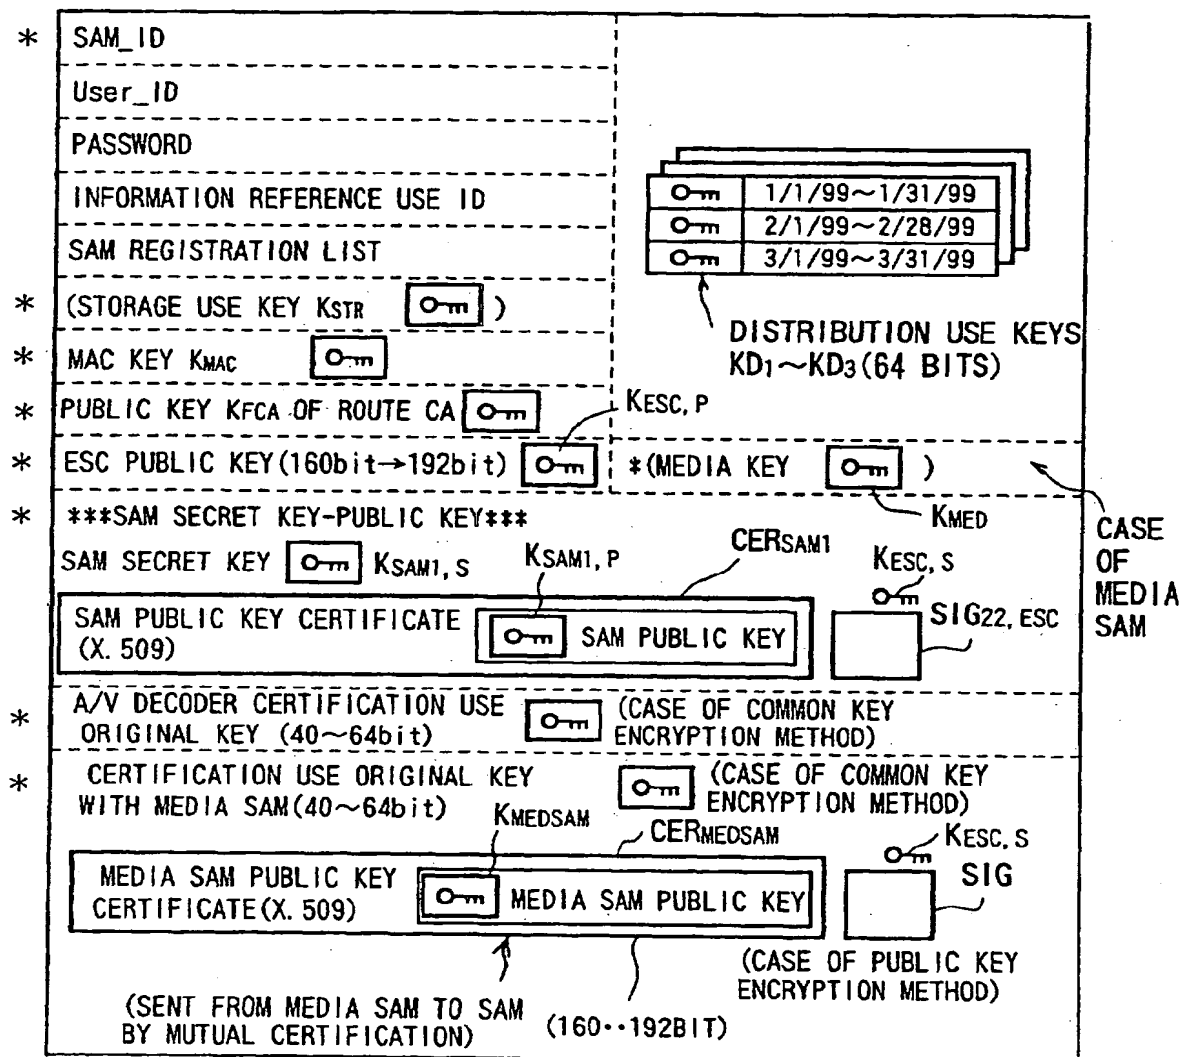 * SAM_ID
User_ID
PASSWORD
INFORMATION REFERENCE USE ID
SAM REGISTRATION LIST
1/1/99~1/31/99
2/1/99~2/28/99
3/1/99~3/31/99
DISTRIBUTION USE KEYS
KD1~KD3(64 BITS)
* (STORAGE USE KEY KSTR )
* MAC KEY KMAC
* PUBLIC KEY KFCA OF ROUTE CA
KESC, P
* ESC PUBLIC KEY(160bit→192bit)
*(MEDIA KEY )
KMED
CASE
OF
MEDIA
SAM
* ***SAM SECRET KEY-PUBLIC KEY***
SAM SECRET KEY KSAM1, S
KSAM1, P
CERSAM1
KESC, S
SAM PUBLIC KEY CERTIFICATE
(X. 509)
SAM PUBLIC KEY
SIG22, ESC
* A/V DECODER CERTIFICATION USE
ORIGINAL KEY (40~64bit)
(CASE OF COMMON KEY
ENCRYPTION METHOD)
* CERTIFICATION USE ORIGINAL KEY
WITH MEDIA SAM(40~64bit)
(CASE OF COMMON KEY
ENCRYPTION METHOD)
KMEDSAM
CERMEDSAM
KESC, S
SIG
MEDIA SAM PUBLIC KEY
CERTIFICATE(X. 509)
MEDIA SAM PUBLIC KEY
(CASE OF PUBLIC KEY
ENCRYPTION METHOD)
(SENT FROM MEDIA SAM TO SAM
BY MUTUAL CERTIFICATION)
(160··192BIT)